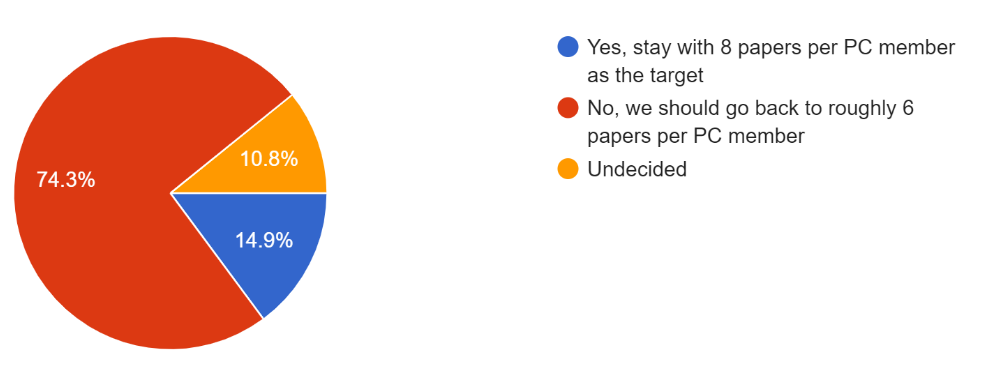 Yes, stay with 8 papers per PC member
as the target
No, we should go back to roughly 6
papers per PC member
Undecided
10.8%
74.3%
14.9%